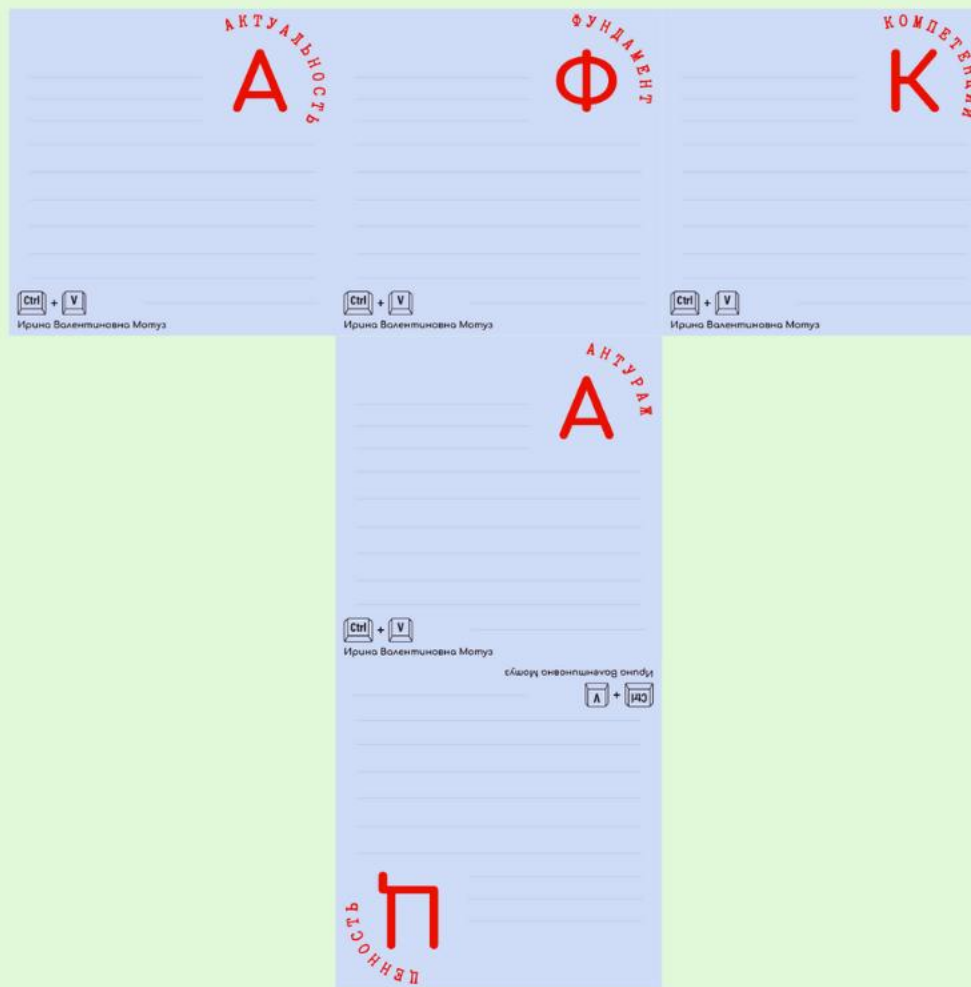 АКТУАЛЬНОСТЬ
А
Ctrl + V
Ирина Валентиновна Мотуз
ФУНДАМЕНТ
Ф
Ctrl + V
Ирина Валентиновна Мотуз
КОМПЕТЕНЦИИ
К
Ctrl + V
Ирина Валентиновна Мотуз
АНТУРАЖ
А
Ctrl + V
Ирина Валентиновна Мотуз
Ирина Валентиновна Мотуз
Ctrl + V
Ц
ЦЕННОСТЬ